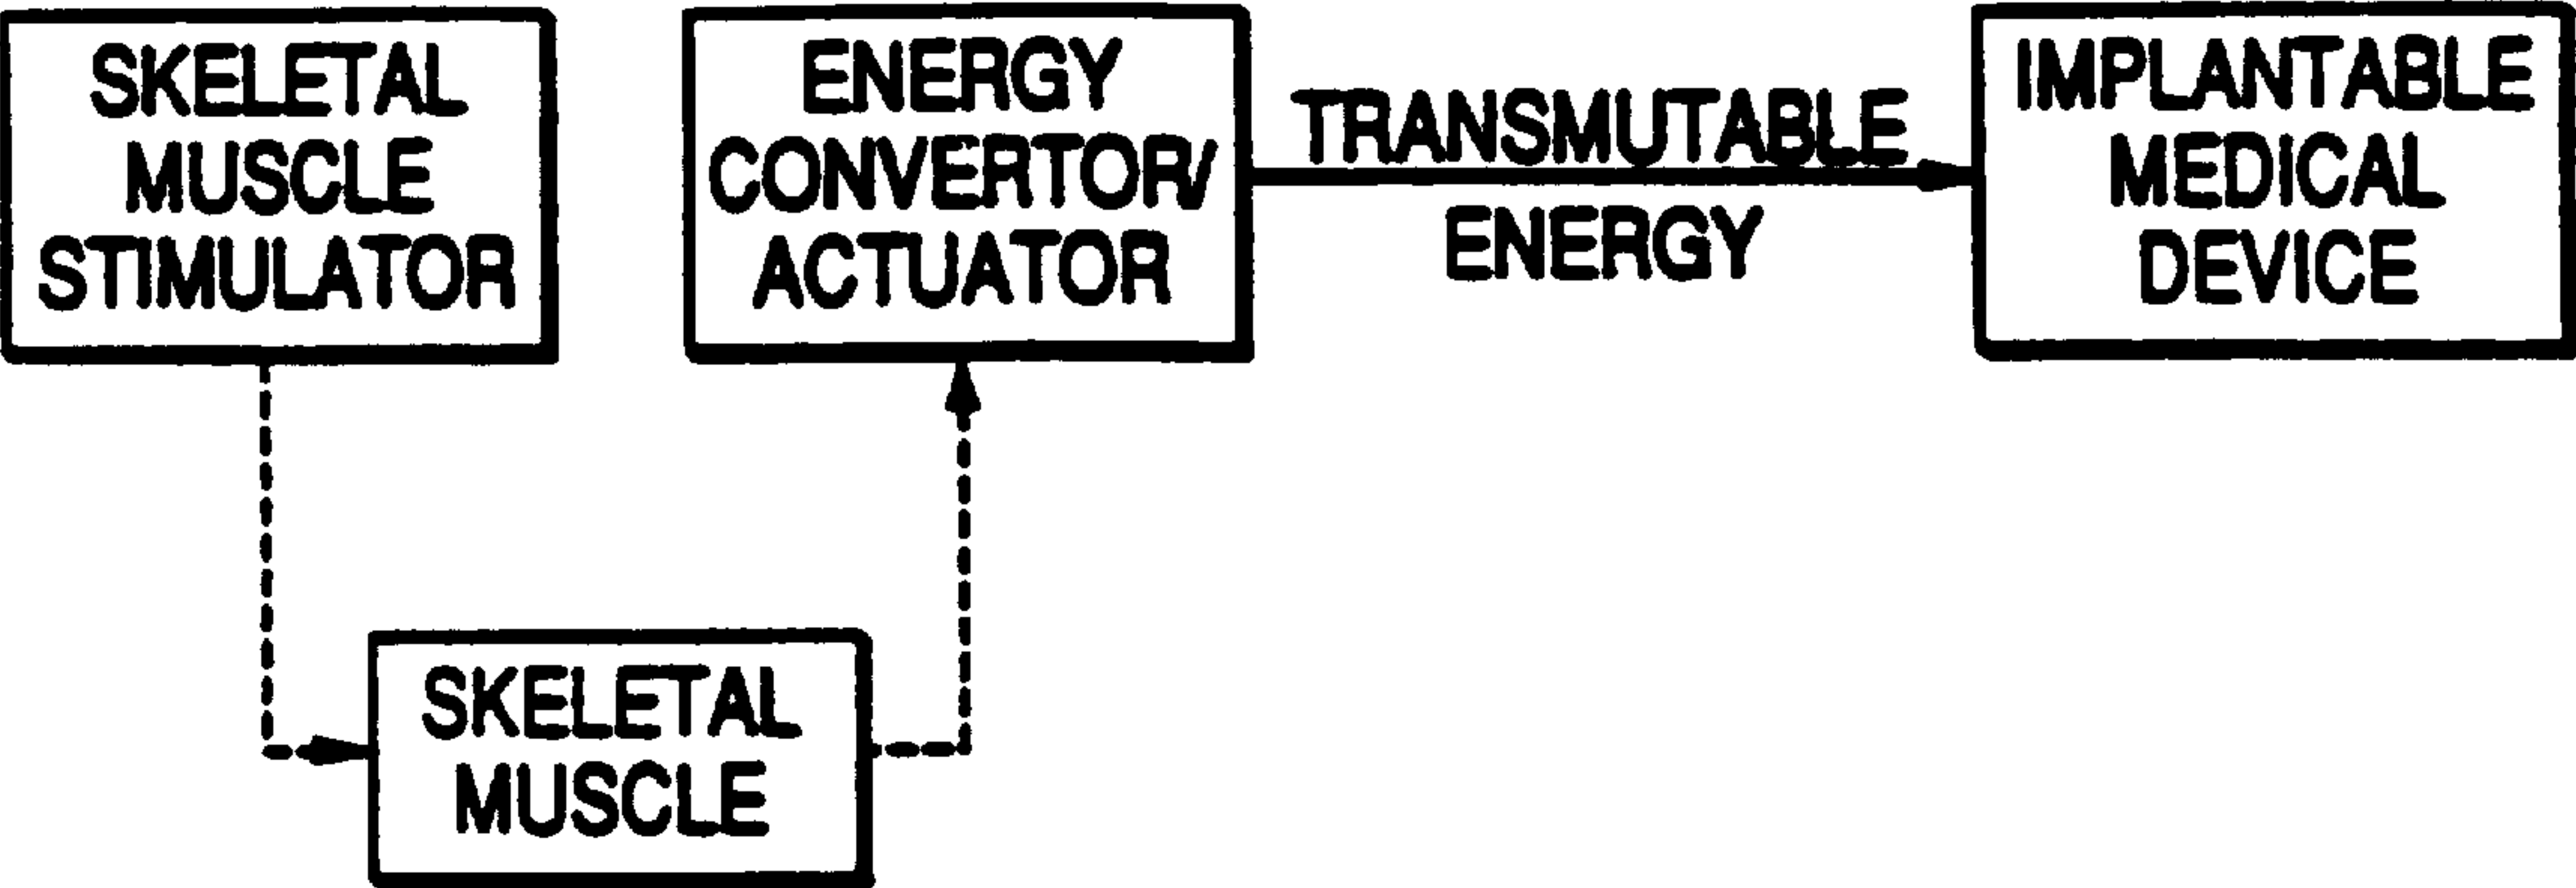 SKELETAL
MUSCLE
STIMULATOR
ENERGY
CONVERTOR/
ACTUATOR
TRANSMUTABLE
ENERGY
IMPLANTABLE
MEDICAL
DEVICE
SKELETAL
MUSCLE